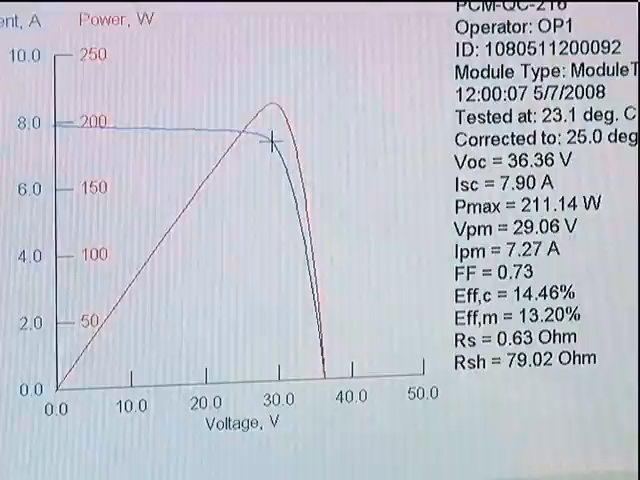 ent, A Power, W
10.0 250
8.0 200
6.0 150
4.0 100
2.0 50
0.0
0.0 10.0 20.0 30.0 40.0 50.0
Voltage, V
PCM-QC-216
Operator: OP1
ID: 1080511200092
Module Type: ModuleT
12:00:07 5/7/2008
Tested at: 23.1 deg. C
Corrected to: 25.0 deg
Voc = 36.36 V
Isc = 7.90 A
Pmax = 211.14 W
Vpm = 29.06 V
Ipm = 7.27 A
FF = 0.73
Eff,c = 14.46%
Eff,m = 13.20%
Rs = 0.63 Ohm
Rsh = 79.02 Ohm